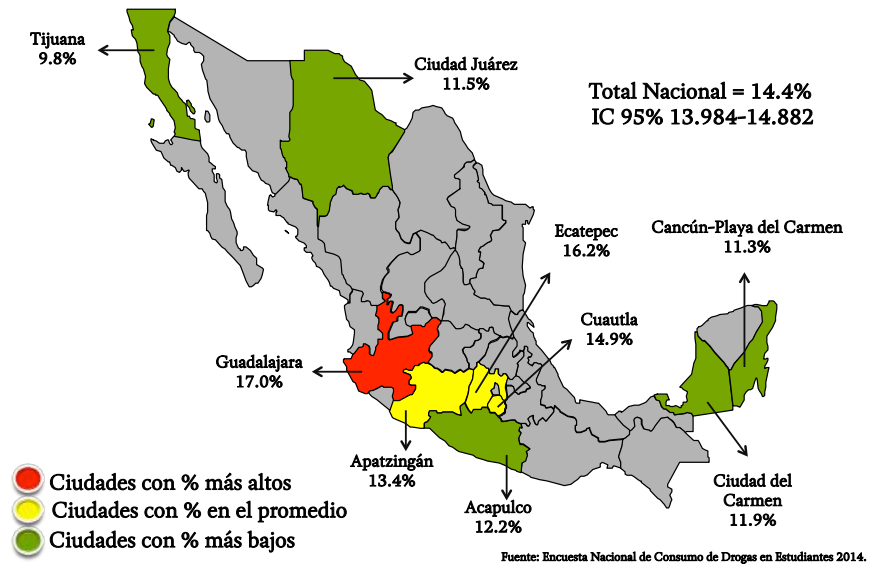 Tijuana
9.8%
Ciudad Juárez
11.5%
Total Nacional = 14.4%
IC 95% 13.984-14.882
Ecatepec
16.2%
Cancún-Playa del Carmen
11.3%
Cuautla
14.9%
Guadalajara
17.0%
Apatzingán
13.4%
Acapulco
12.2%
Ciudad del
Carmen
11.9%
Ciudades con % más altos
Ciudades con % en el promedio
Ciudades con % más bajos
Fuente: Encuesta Nacional de Consumo de Drogas en Estudiantes 2014.